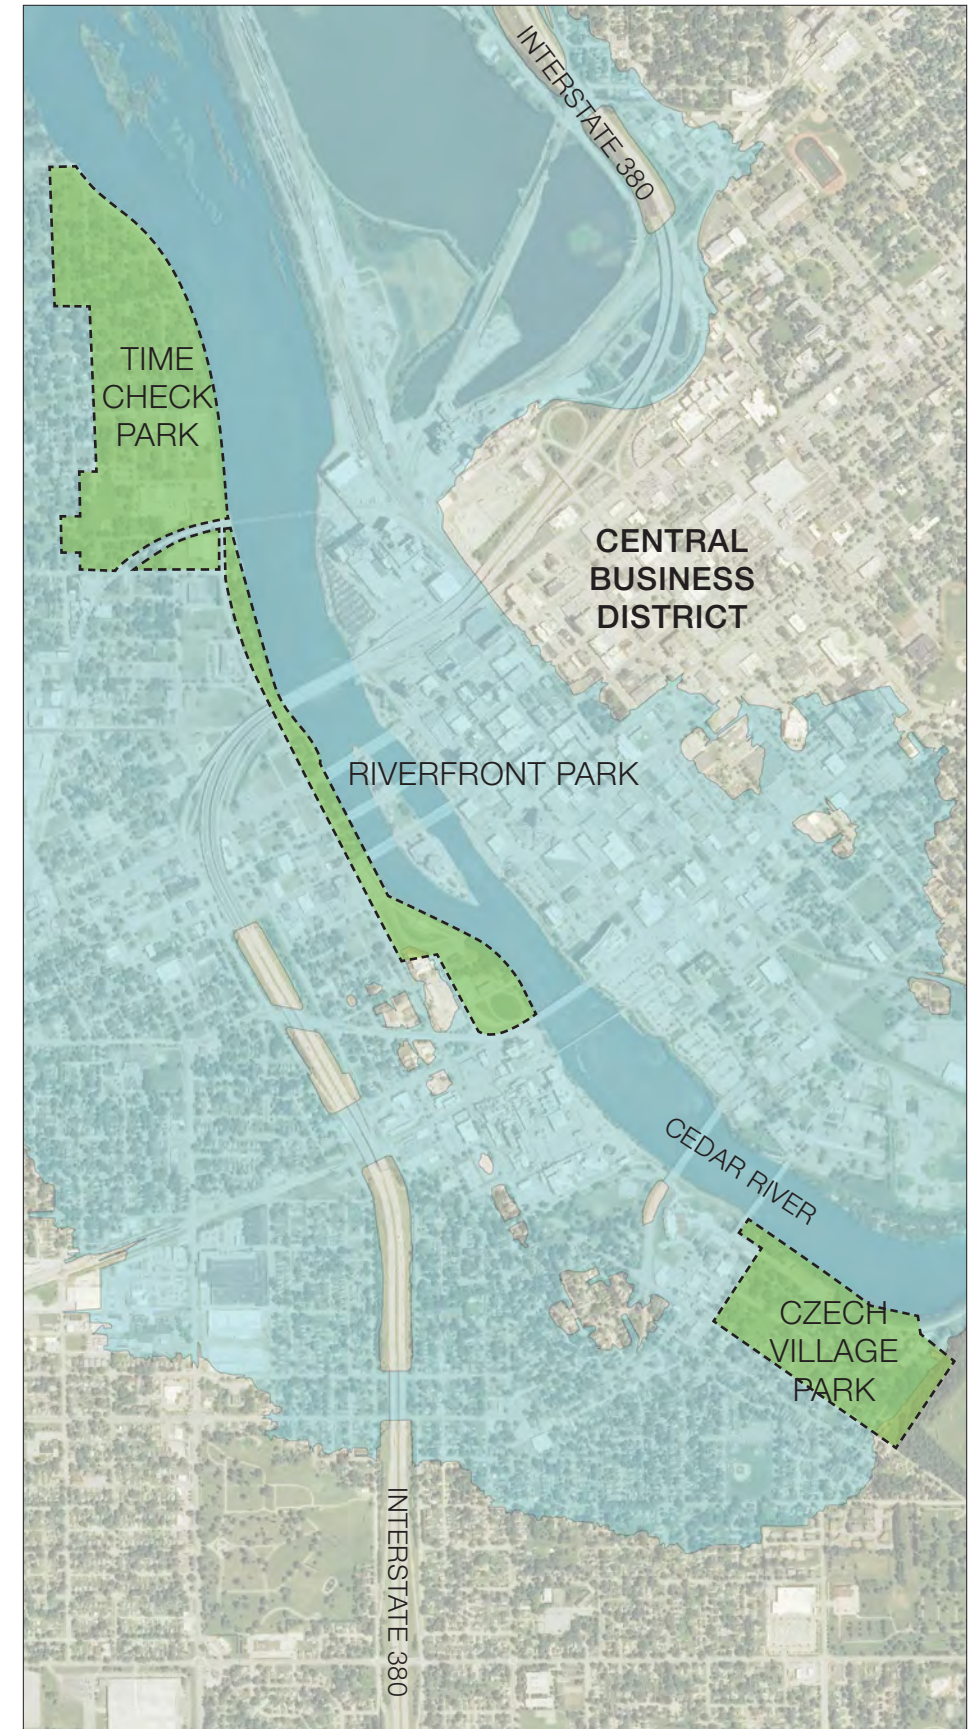 INTERSTATE 380
TIME
CHECK
PARK
CENTRAL
BUSINESS
DISTRICT
RIVERFRONT PARK
CEDAR RIVER
CZECH
VILLAGE
PARK
INTERSTATE 380